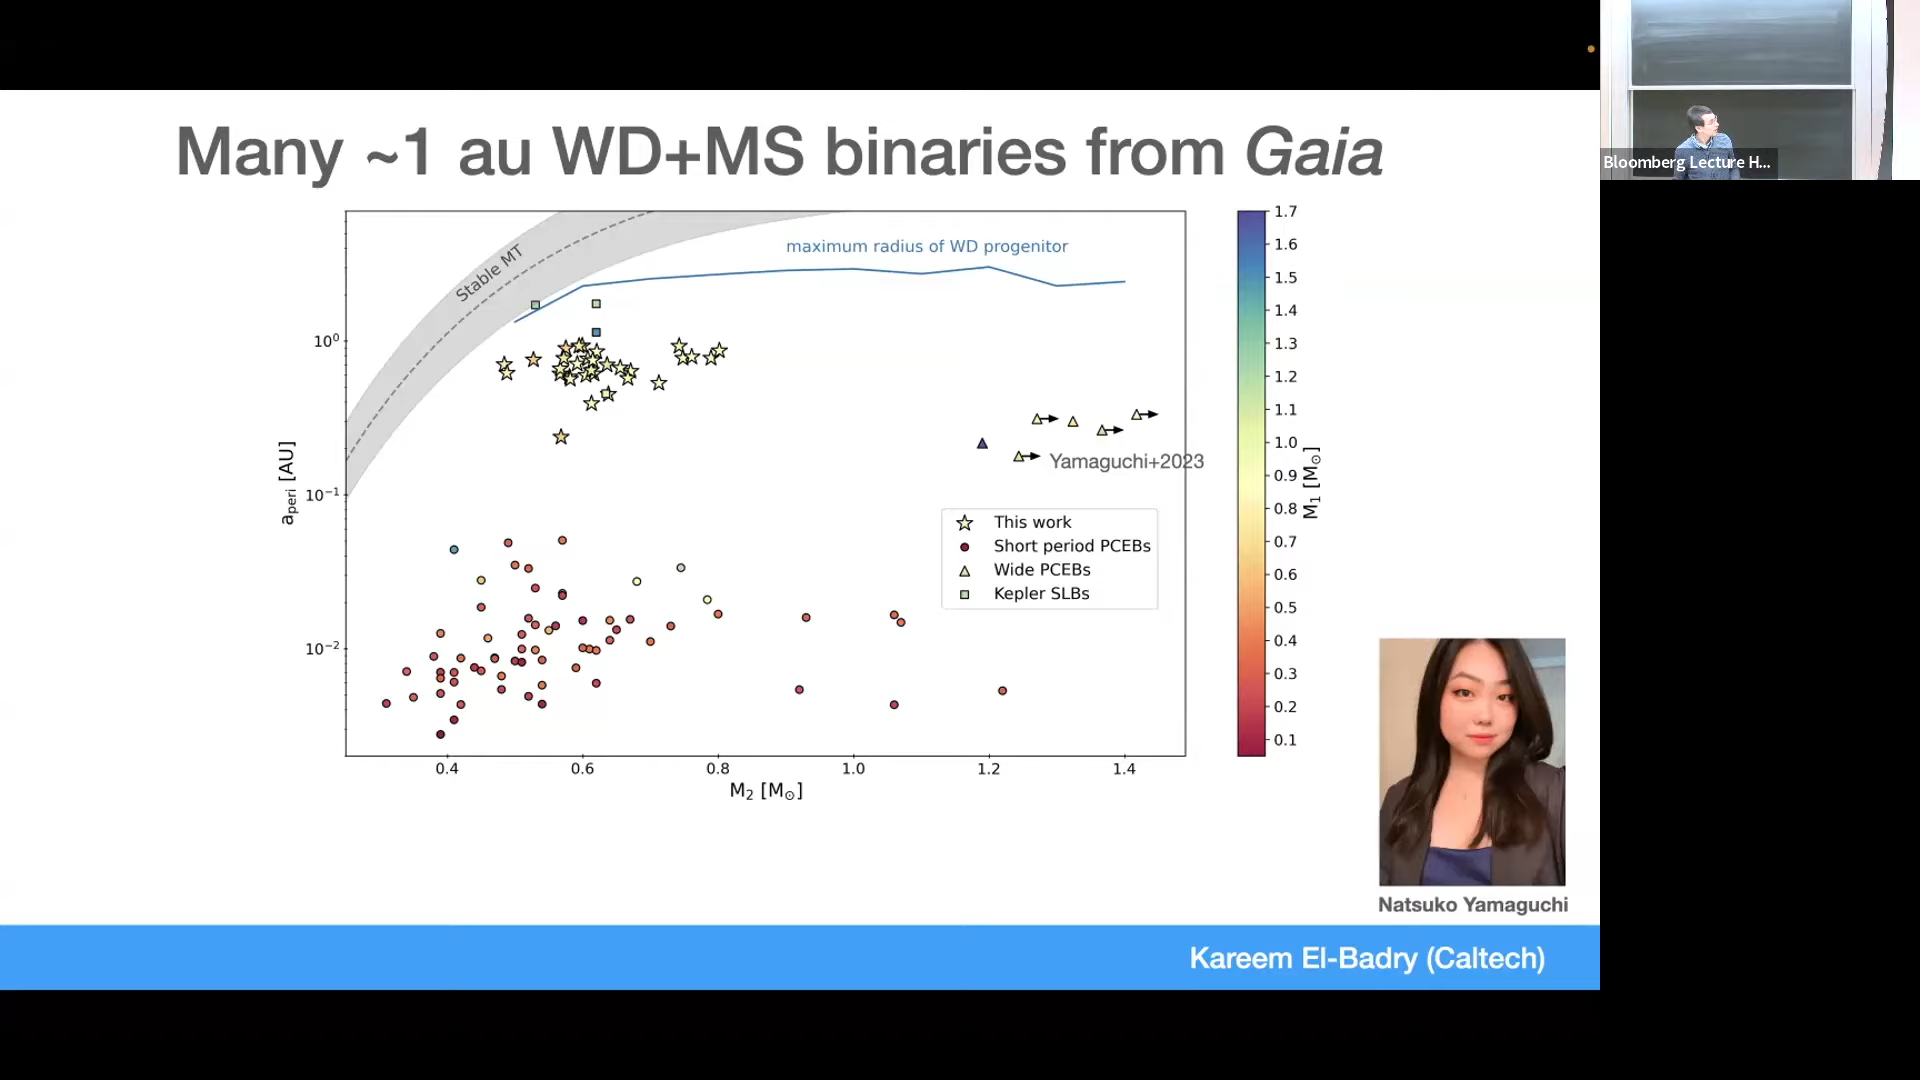 Many ~1 au WD+MS binaries from Gaia
Bloomberg Lecture H...
Stable MT
maximum radius of WD progenitor
Yamaguchi+2023
This work
Short period PCEBs
Wide PCEBs
Kepler SLBs
a_peri [AU]
10⁰
10⁻¹
10⁻²
0.4 0.6 0.8 1.0 1.2 1.4
M₂ [M☉]
1.7
1.6
1.5
1.4
1.3
1.2
1.1
1.0
0.9
0.8
0.7
0.6
0.5
0.4
0.3
0.2
0.1
M₁ [M☉]
Natsuko Yamaguchi
Kareem El-Badry (Caltech)